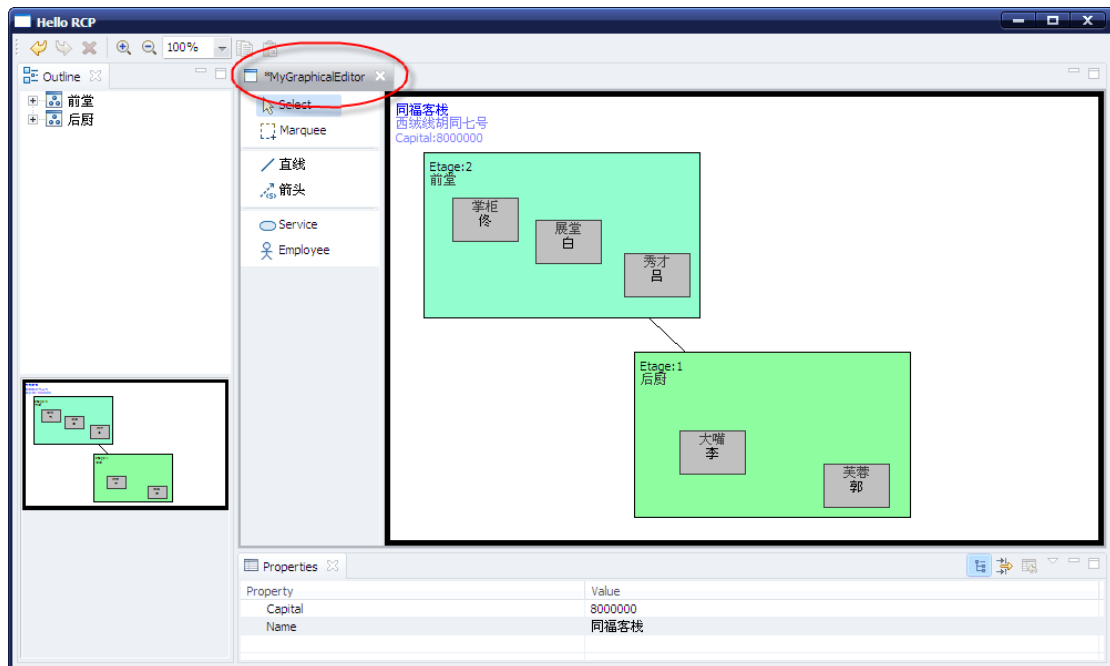 Hello RCP
100%
Outline
*MyGraphicalEditor
前堂
后厨
Select
Marquee
直线
箭头
Service
Employee
同福客栈
西绒线胡同七号
Capital:8000000
Etage:2
前堂
掌柜
佟
展堂
白
秀才
吕
Etage:1
后厨
大嘴
李
芙蓉
郭
Properties
Property Value
Capital 8000000
Name 同福客栈